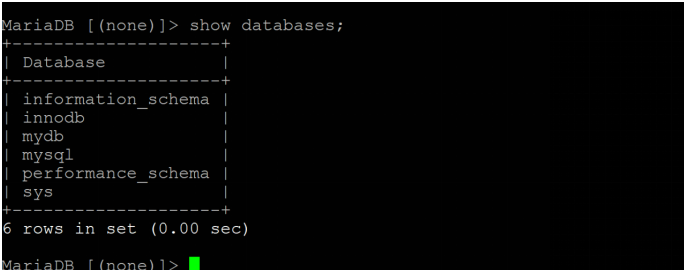 MariaDB [(none)]> show databases;
+--------------------+
| Database           |
+--------------------+
| information_schema |
| innodb             |
| mydb               |
| mysql              |
| performance_schema |
| sys                |
+--------------------+
6 rows in set (0.00 sec)
MariaDB [(none)]>